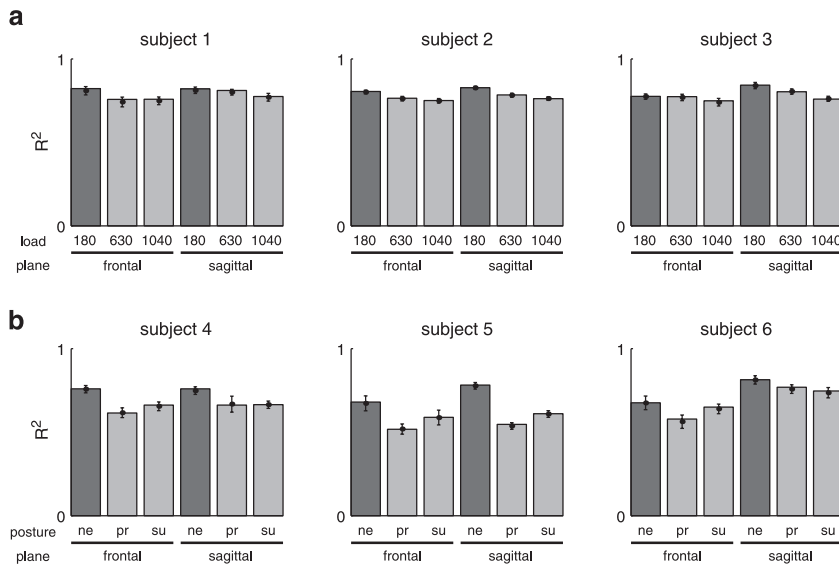 a
subject 1 subject 2 subject 3
1 1 1
R2
0 0 0
load 180 630 1040 180 630 1040 180 630 1040 180 630 1040 180 630 1040 180 630 1040
plane frontal sagittal frontal sagittal frontal sagittal
b
subject 4 subject 5 subject 6
1 1 1
R2
0 0 0
posture ne pr su ne pr su ne pr su ne pr su ne pr su ne pr su
plane frontal sagittal frontal sagittal frontal sagittal